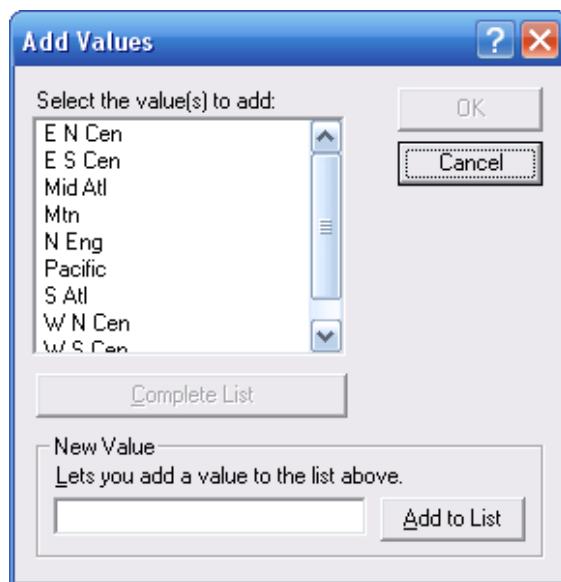 Add Values
Select the value(s) to add:
E N Cen
E S Cen
Mid Atl
Mtn
N Eng
Pacific
S Atl
W N Cen
W S Cen
OK
Cancel
Complete List
New Value
Lets you add a value to the list above.
Add to List